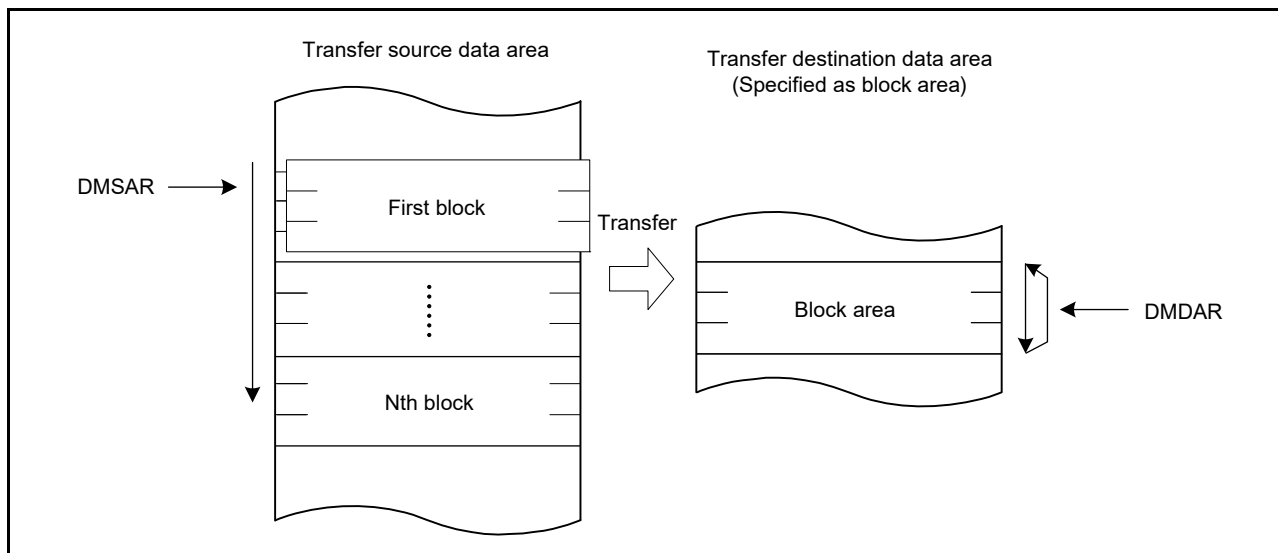 Transfer source data area
Transfer destination data area
(Specified as block area)
DMSAR
First block
Transfer
Block area
DMDAR
Nth block